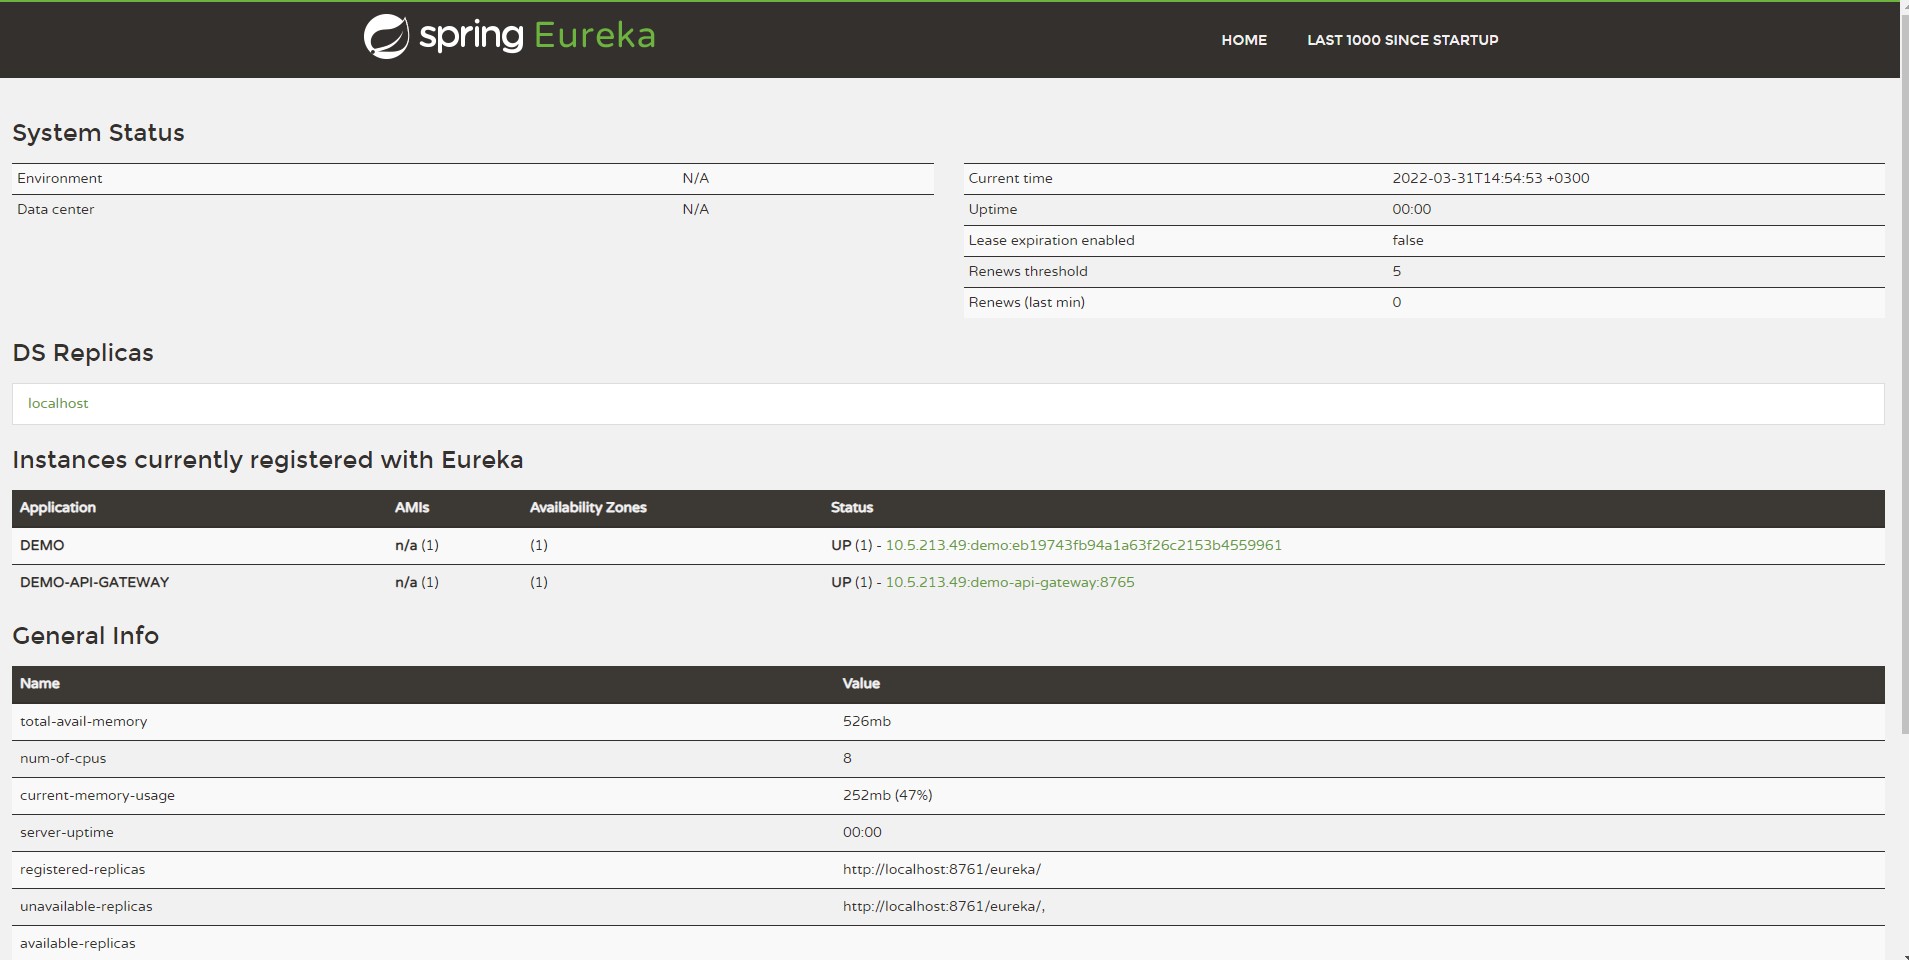 spring Eureka
HOME LAST 1000 SINCE STARTUP
System Status
Environment N/A
Data center N/A
Current time 2022-03-31T14:54:53 +0300
Uptime 00:00
Lease expiration enabled false
Renews threshold 5
Renews (last min) 0
DS Replicas
localhost
Instances currently registered with Eureka
Application AMIs Availability Zones Status
DEMO n/a (1) (1) UP (1) - 10.5.213.49:demo:eb19743fb94a1a63f26c2153b4559961
DEMO-API-GATEWAY n/a (1) (1) UP (1) - 10.5.213.49:demo-api-gateway:8765
General Info
Name Value
total-avail-memory 526mb
num-of-cpus 8
current-memory-usage 252mb (47%)
server-uptime 00:00
registered-replicas http://localhost:8761/eureka/
unavailable-replicas http://localhost:8761/eureka/,
available-replicas